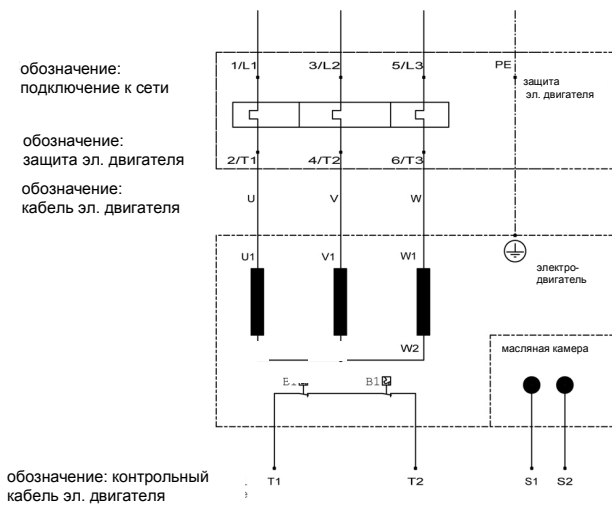 1/L1 3/L2 5/L3 PE
обозначение:
подключение к сети
защита
эл. двигателя
обозначение:
защита эл. двигателя
2/T1 4/T2 6/T3
обозначение:
кабель эл. двигателя
U V W
U1 V1 W1
электро-
двигатель
W2
масляная камера
B1
обозначение: контрольный
кабель эл. двигателя
T1 T2 S1 S2